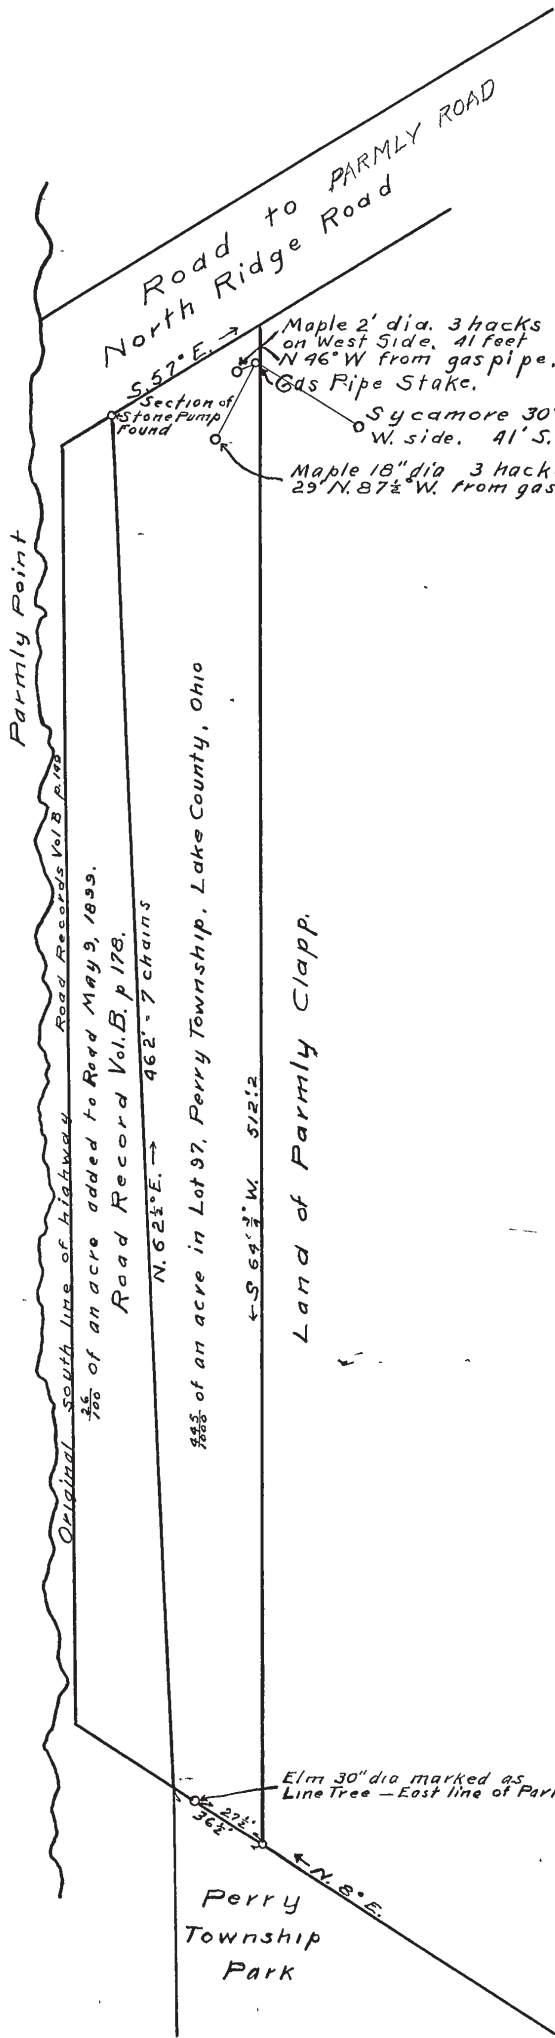 Road to PARMLY ROAD
North Ridge Road
S. 57° E. →
Maple 2' dia. 3 hacks
on West Side. 41 feet
N 46° W from gas pipe.
Gas Pipe Stake.
Section of
Stone Pump
Found
Sycamore 30"
W. side. 41' S.
Maple 18" dia 3 hack
29' N. 87½° W. from gas
Parmly Point
Original south line of highway Road Records Vol B p. 140
26/100 of an acre added to Road May 9, 1899.
Road Record Vol. B. p 178.
N. 62½° E. → 462' = 7 chains
445/1000 of an acre in Lot 97, Perry Township, Lake County, Ohio
← S 64¾° W. 512'.2
Land of Parmly Clapp.
Elm 30" dia marked as
Line Tree — East line of
27½'
36½'
← N. 8° E.
Perry
Township
Park